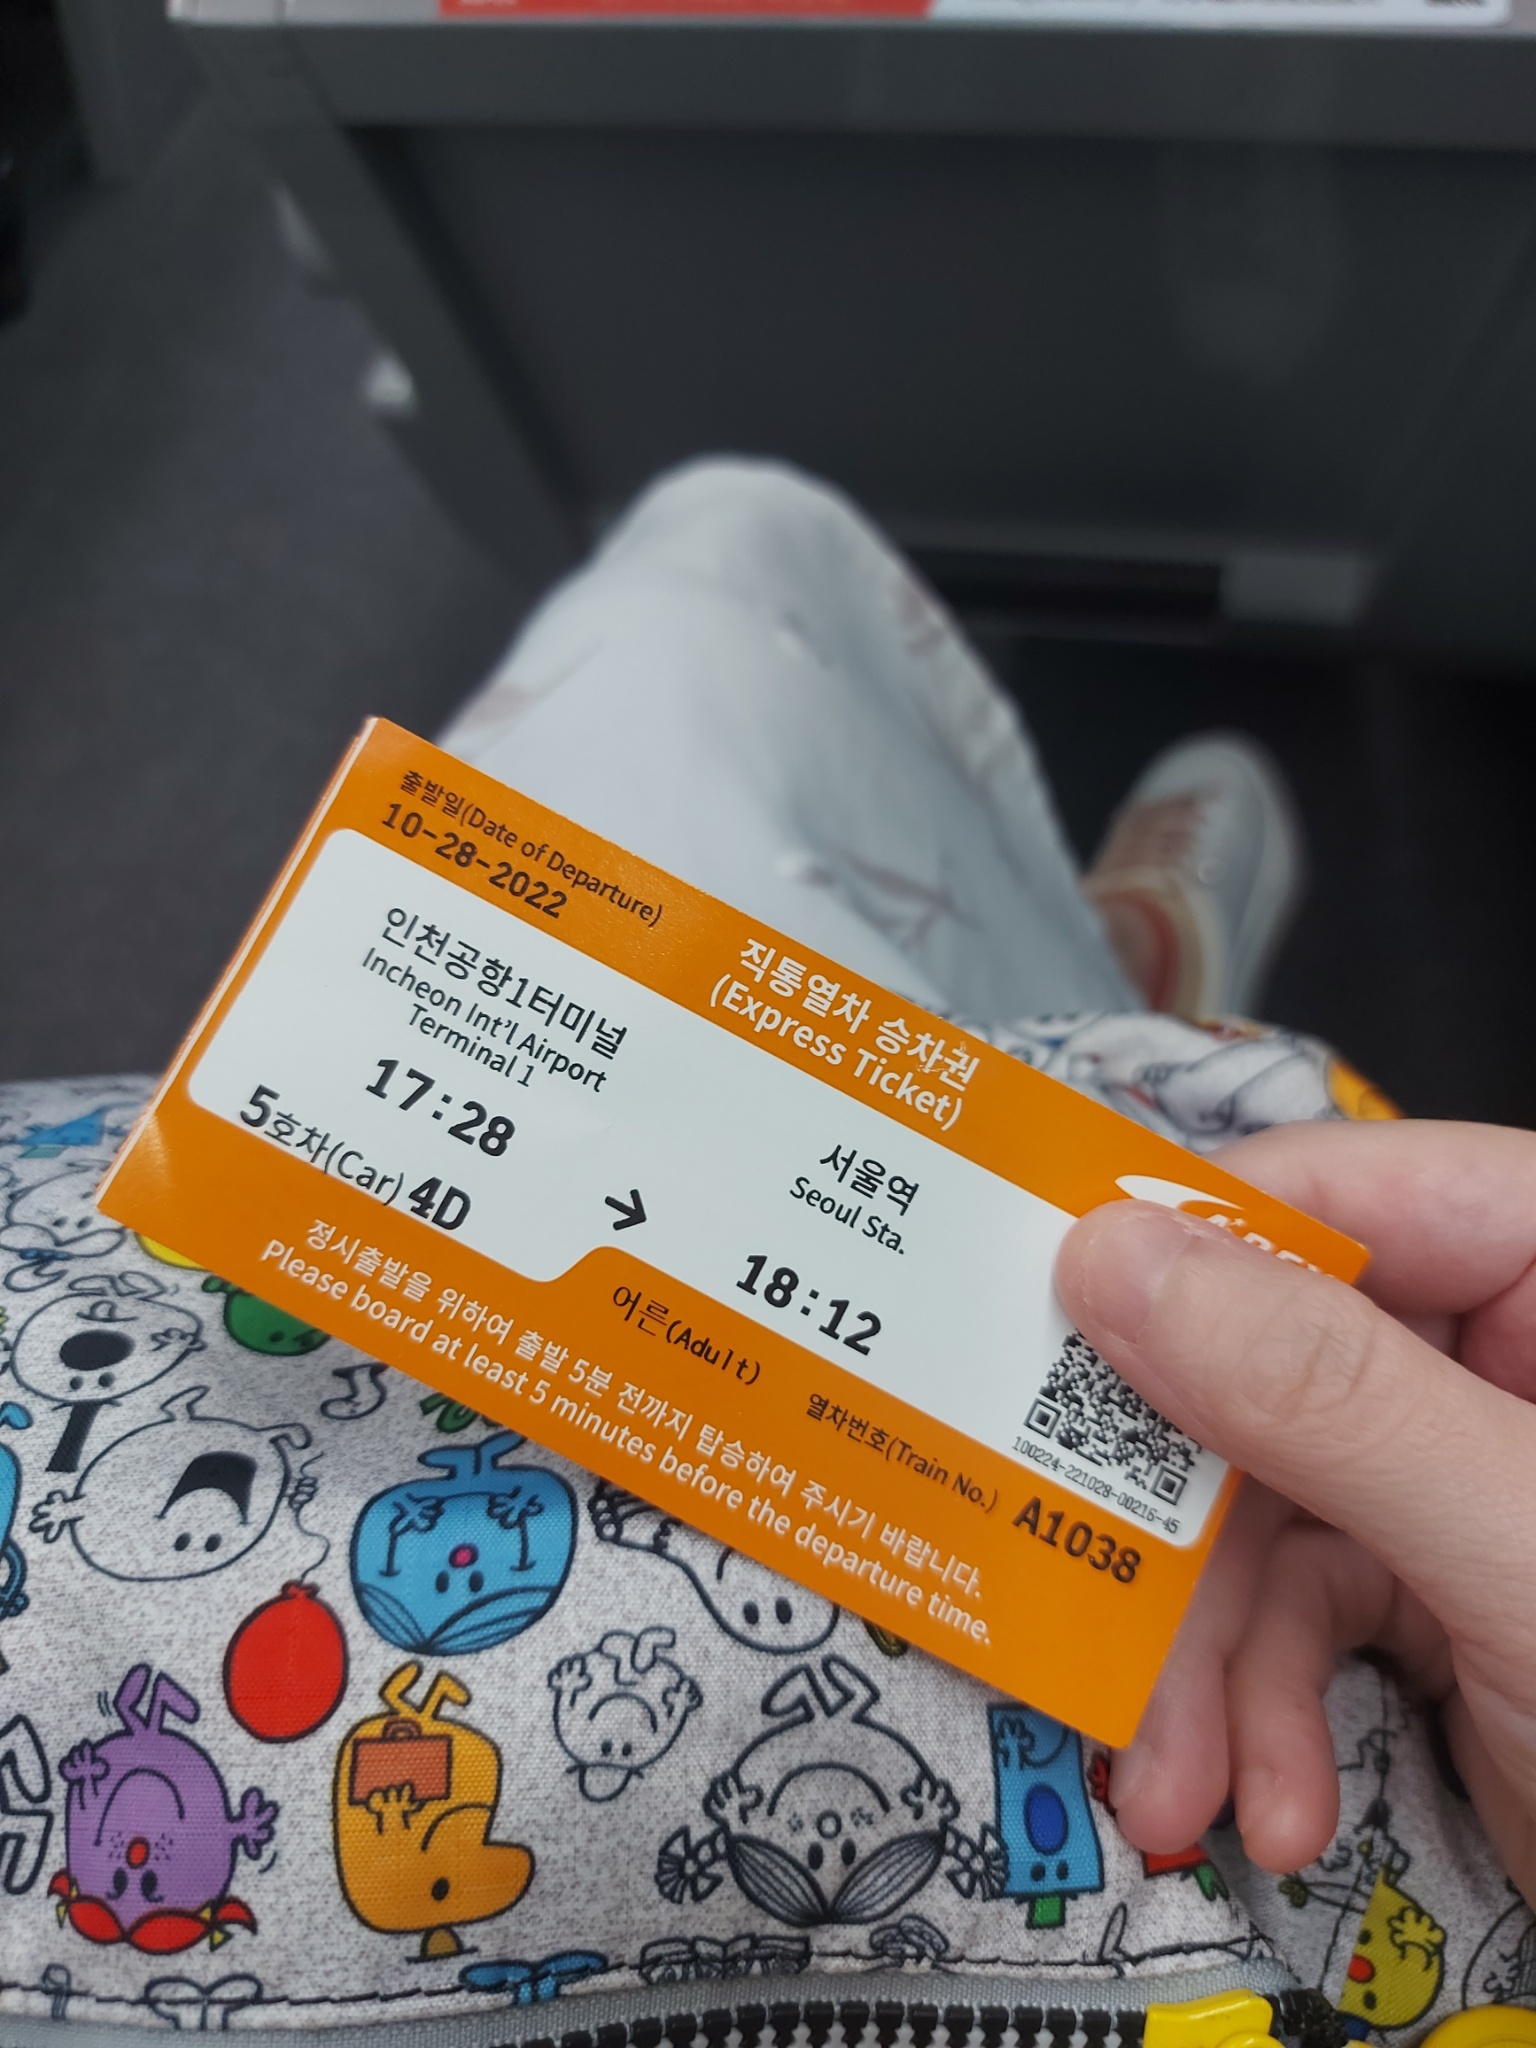 출발일(Date of Departure)
10-28-2022
직통열차 승차권
(Express Ticket)
인천공항1터미널
Incheon Int'l Airport
Terminal 1
17:28
5호차(Car) 4D
→
서울역
Seoul Sta.
18:12
어른(Adult)
열차번호(Train No.) A1038
100224-221028-00216-45
정시출발을 위하여 출발 5분 전까지 탑승하여 주시기 바랍니다.
Please board at least 5 minutes before the departure time.